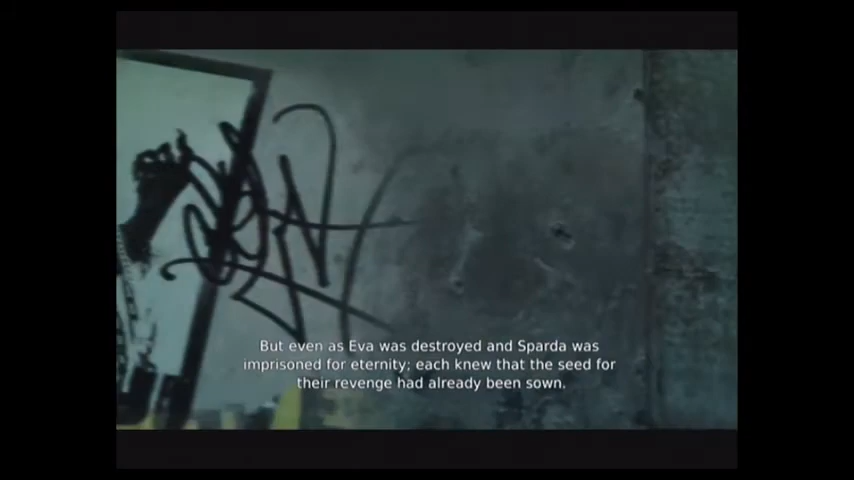 But even as Eva was destroyed and Sparda was
imprisoned for eternity; each knew that the seed for
their revenge had already been sown.